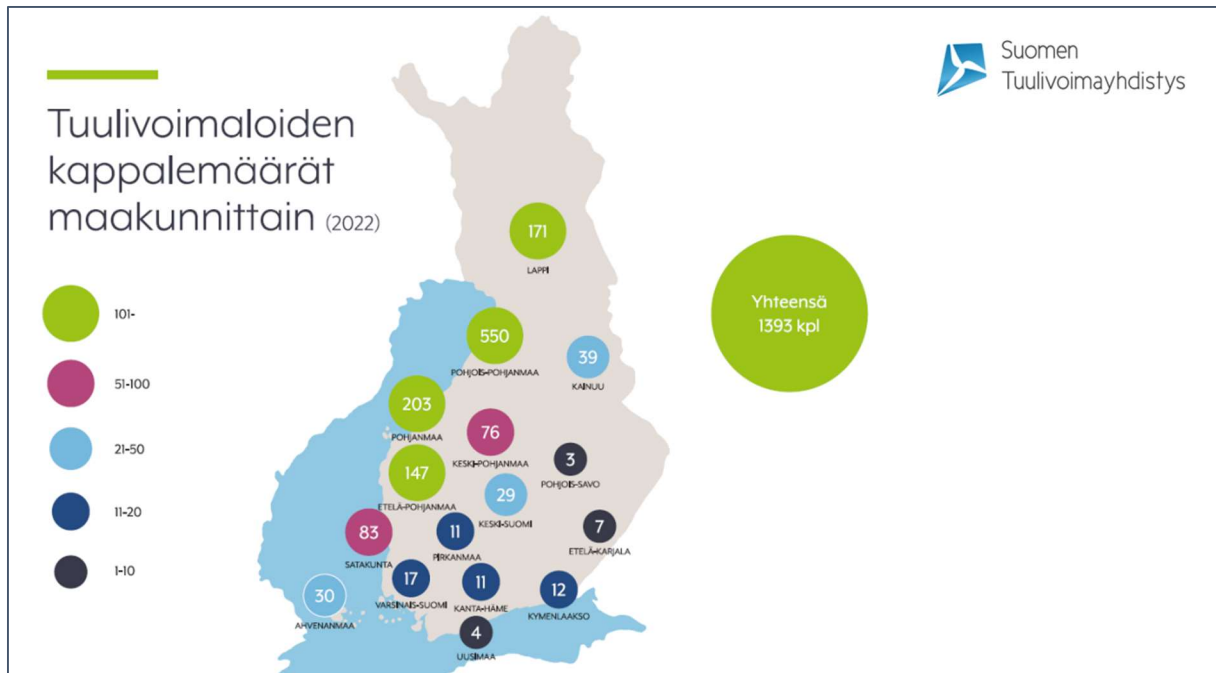 Tuulivoimaloiden
kappalemäärät
maakunnittain (2022)
Suomen
Tuulivoimayhdistys
101-
51-100
21-50
11-20
1-10
171
LAPPI
550
POHJOIS-POHJANMAA
39
KAINUU
203
POHJANMAA
76
KESKI-POHJANMAA
3
POHJOIS-SAVO
147
ETELÄ-POHJANMAA
29
KESKI-SUOMI
7
ETELÄ-KARJALA
83
SATAKUNTA
11
PIRKANMAA
17
VARSINAIS-SUOMI
11
KANTA-HÄME
12
KYMENLAAKSO
30
AHVENANMAA
4
UUSIMAA
Yhteensä
1393 kpl